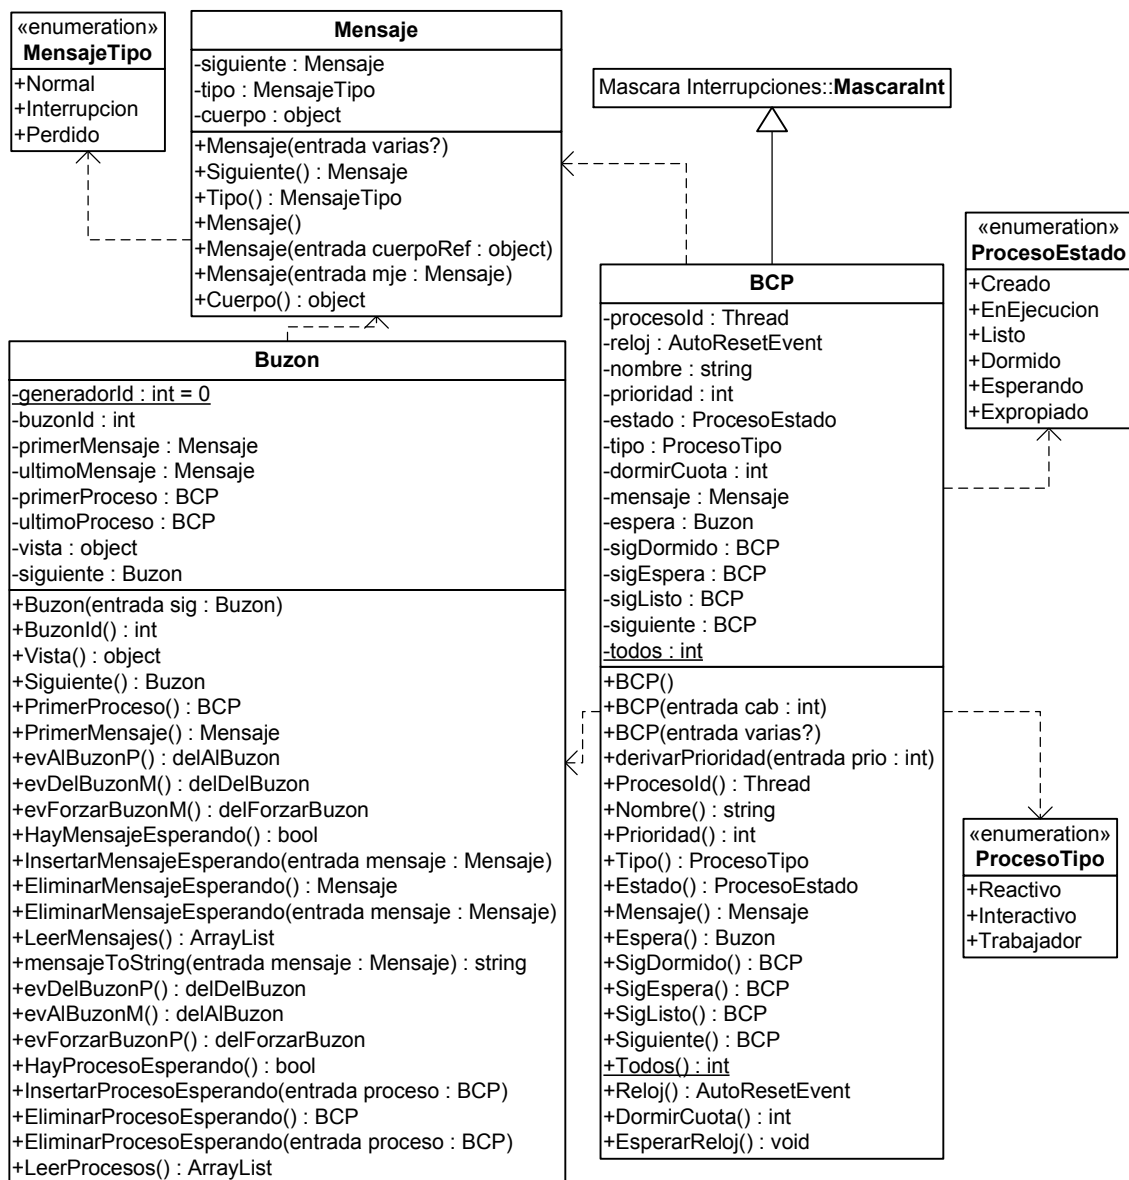 «enumeration»
MensajeTipo
+Normal
+Interrupcion
+Perdido
Mensaje
-siguiente : Mensaje
-tipo : MensajeTipo
-cuerpo : object
+Mensaje(entrada varias?)
+Siguiente() : Mensaje
+Tipo() : MensajeTipo
+Mensaje()
+Mensaje(entrada cuerpoRef : object)
+Mensaje(entrada mje : Mensaje)
+Cuerpo() : object
Mascara Interrupciones::MascaraInt
«enumeration»
ProcesoEstado
+Creado
+EnEjecucion
+Listo
+Dormido
+Esperando
+Expropiado
Buzon
-generadorId : int = 0
-buzonId : int
-primerMensaje : Mensaje
-ultimoMensaje : Mensaje
-primerProceso : BCP
-ultimoProceso : BCP
-vista : object
-siguiente : Buzon
+Buzon(entrada sig : Buzon)
+BuzonId() : int
+Vista() : object
+Siguiente() : Buzon
+PrimerProceso() : BCP
+PrimerMensaje() : Mensaje
+evAlBuzonP() : delAlBuzon
+evDelBuzonM() : delDelBuzon
+evForzarBuzonM() : delForzarBuzon
+HayMensajeEsperando() : bool
+InsertarMensajeEsperando(entrada mensaje : Mensaje)
+EliminarMensajeEsperando() : Mensaje
+EliminarMensajeEsperando(entrada mensaje : Mensaje)
+LeerMensajes() : ArrayList
+mensajeToString(entrada mensaje : Mensaje) : string
+evDelBuzonP() : delDelBuzon
+evAlBuzonM() : delAlBuzon
+evForzarBuzonP() : delForzarBuzon
+HayProcesoEsperando() : bool
+InsertarProcesoEsperando(entrada proceso : BCP)
+EliminarProcesoEsperando() : BCP
+EliminarProcesoEsperando(entrada proceso : BCP)
+LeerProcesos() : ArrayList
BCP
-procesoId : Thread
-reloj : AutoResetEvent
-nombre : string
-prioridad : int
-estado : ProcesoEstado
-tipo : ProcesoTipo
-dormirCuota : int
-mensaje : Mensaje
-espera : Buzon
-sigDormido : BCP
-sigEspera : BCP
-sigListo : BCP
-siguiente : BCP
-todos : int
+BCP()
+BCP(entrada cab : int)
+BCP(entrada varias?)
+derivarPrioridad(entrada prio : int)
+ProcesoId() : Thread
+Nombre() : string
+Prioridad() : int
+Tipo() : ProcesoTipo
+Estado() : ProcesoEstado
+Mensaje() : Mensaje
+Espera() : Buzon
+SigDormido() : BCP
+SigEspera() : BCP
+SigListo() : BCP
+Siguiente() : BCP
+Todos() : int
+Reloj() : AutoResetEvent
+DormirCuota() : int
+EsperarReloj() : void
«enumeration»
ProcesoTipo
+Reactivo
+Interactivo
+Trabajador